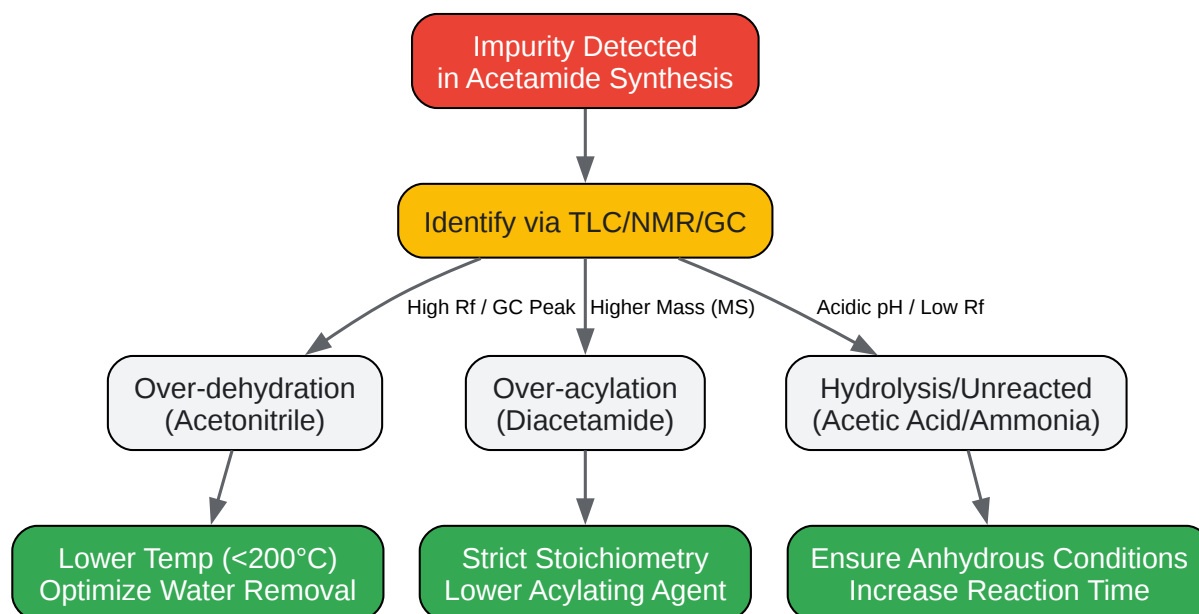 Impurity Detected
in Acetamide Synthesis
Identify via TLC/NMR/GC
High Rf / GC Peak
Higher Mass (MS)
Acidic pH / Low Rf
Over-dehydration
(Acetonitrile)
Over-acylation
(Diacetamide)
Hydrolysis/Unreacted
(Acetic Acid/Ammonia)
Lower Temp (<200°C)
Optimize Water Removal
Strict Stoichiometry
Lower Acylating Agent
Ensure Anhydrous Conditions
Increase Reaction Time